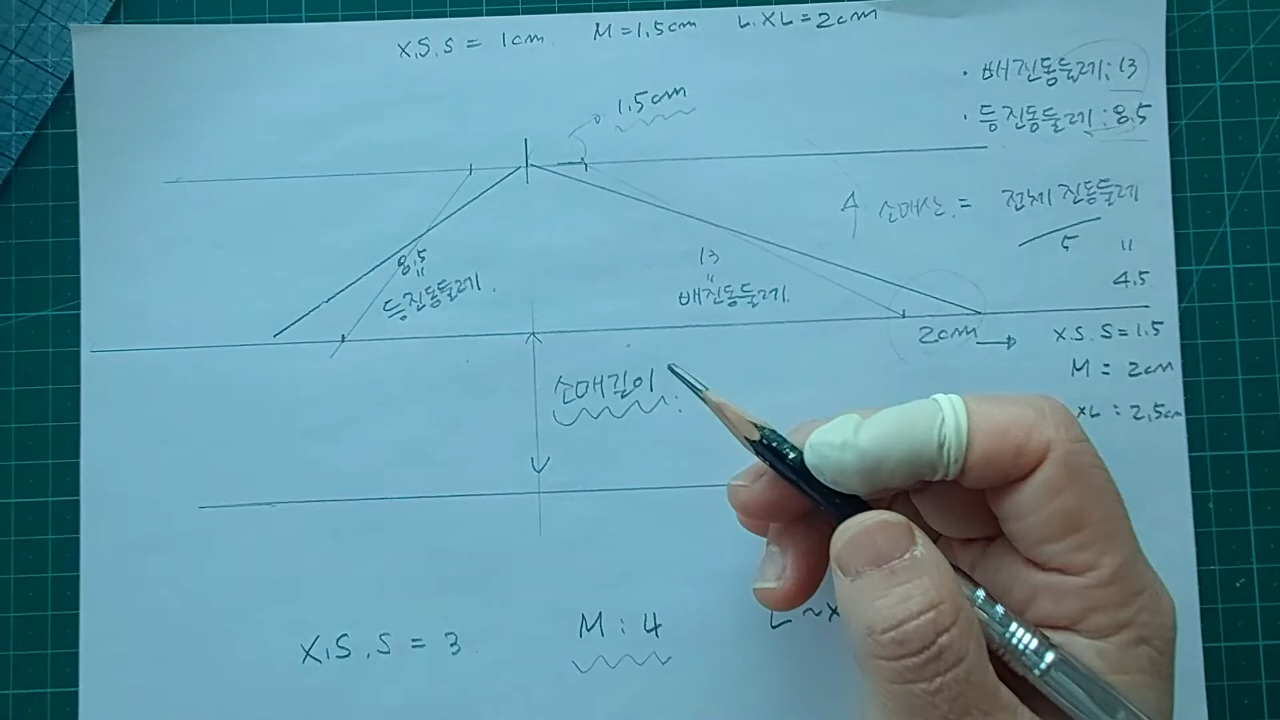 X.S.S = 1cm M=1.5cm L.XL=2cm
· 배진동둘레: 13
· 등진동둘레: 8.5
1.5cm
소매산 = 전체 진동둘레
5
"
4.5
8.5
"
등진동둘레.
13
"
배진동둘레.
2cm →
X.S.S=1.5
M = 2cm
XL : 2.5cm
소매길이
X.S.S = 3 M : 4 L~X